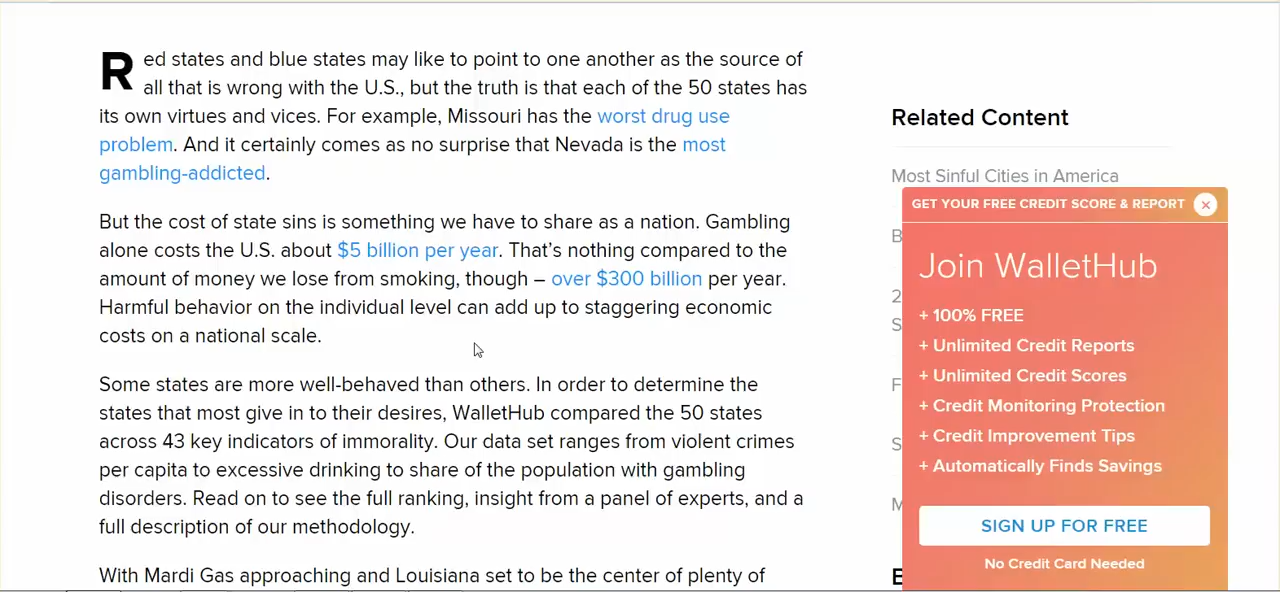 Red states and blue states may like to point to one another as the source of
all that is wrong with the U.S., but the truth is that each of the 50 states has
its own virtues and vices. For example, Missouri has the worst drug use
problem. And it certainly comes as no surprise that Nevada is the most
gambling-addicted.
But the cost of state sins is something we have to share as a nation. Gambling
alone costs the U.S. about $5 billion per year. That’s nothing compared to the
amount of money we lose from smoking, though – over $300 billion per year.
Harmful behavior on the individual level can add up to staggering economic
costs on a national scale.
Some states are more well-behaved than others. In order to determine the
states that most give in to their desires, WalletHub compared the 50 states
across 43 key indicators of immorality. Our data set ranges from violent crimes
per capita to excessive drinking to share of the population with gambling
disorders. Read on to see the full ranking, insight from a panel of experts, and a
full description of our methodology.
With Mardi Gas approaching and Louisiana set to be the center of plenty of
Related Content
Most Sinful Cities in America
GET YOUR FREE CREDIT SCORE & REPORT
Join WalletHub
+ 100% FREE
+ Unlimited Credit Reports
+ Unlimited Credit Scores
+ Credit Monitoring Protection
+ Credit Improvement Tips
+ Automatically Finds Savings
SIGN UP FOR FREE
No Credit Card Needed